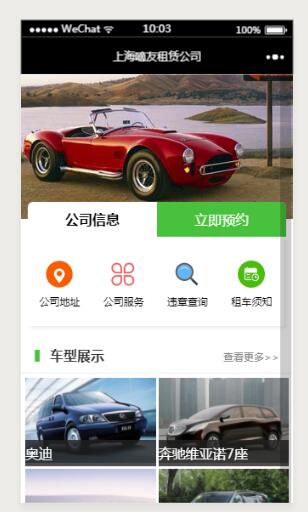 WeChat 10:03 100%
上海嘀友租赁公司
公司信息 立即预约
公司地址 公司服务 违章查询 租车须知
车型展示 查看更多>>
奥迪 奔驰维亚诺7座